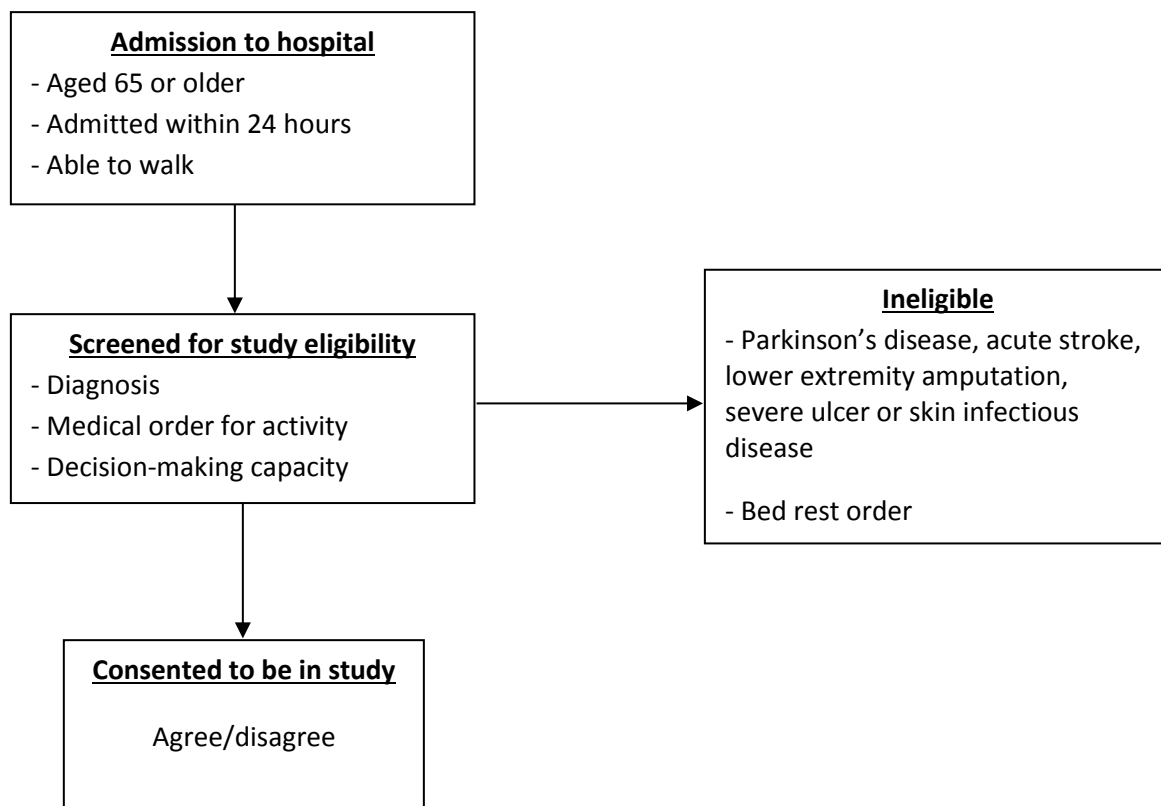 Admission to hospital
- Aged 65 or older
- Admitted within 24 hours
- Able to walk
Screened for study eligibility
- Diagnosis
- Medical order for activity
- Decision-making capacity
Ineligible
- Parkinson’s disease, acute stroke,
lower extremity amputation,
severe ulcer or skin infectious
disease
- Bed rest order
Consented to be in study
Agree/disagree